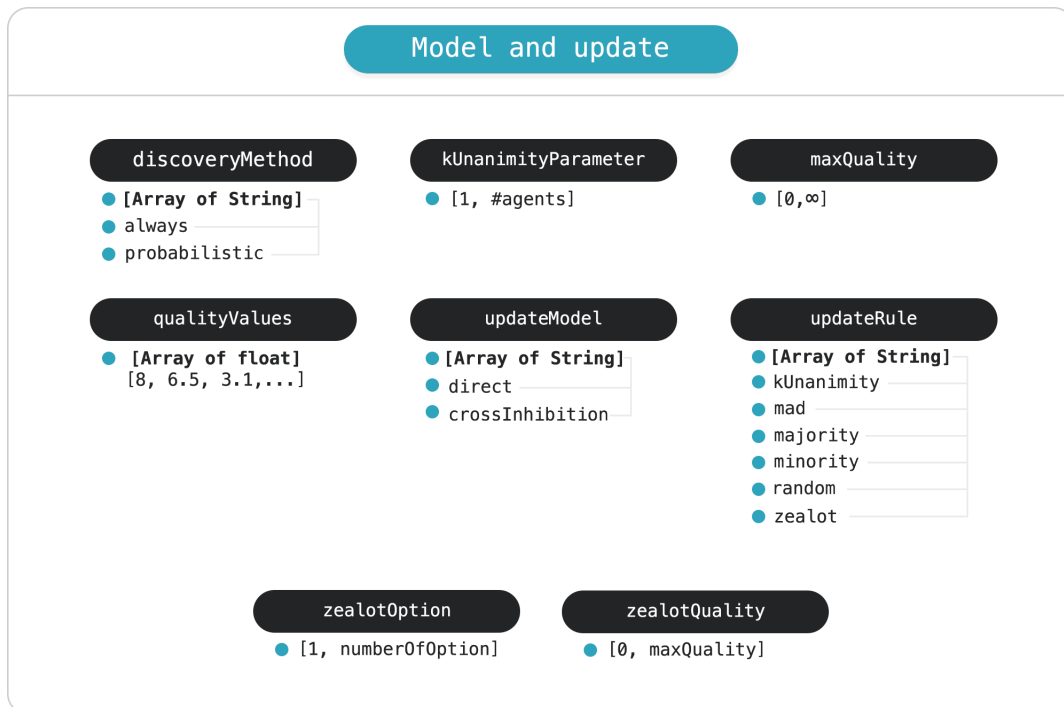 Model and update
discoveryMethod
[Array of String]
always
probabilistic
kUnanimityParameter
[1, #agents]
maxQuality
[0,∞]
qualityValues
[Array of float]
[8, 6.5, 3.1,...]
updateModel
[Array of String]
direct
crossInhibition
updateRule
[Array of String]
kUnanimity
mad
majority
minority
random
zealot
zealotOption
[1, numberOfOption]
zealotQuality
[0, maxQuality]